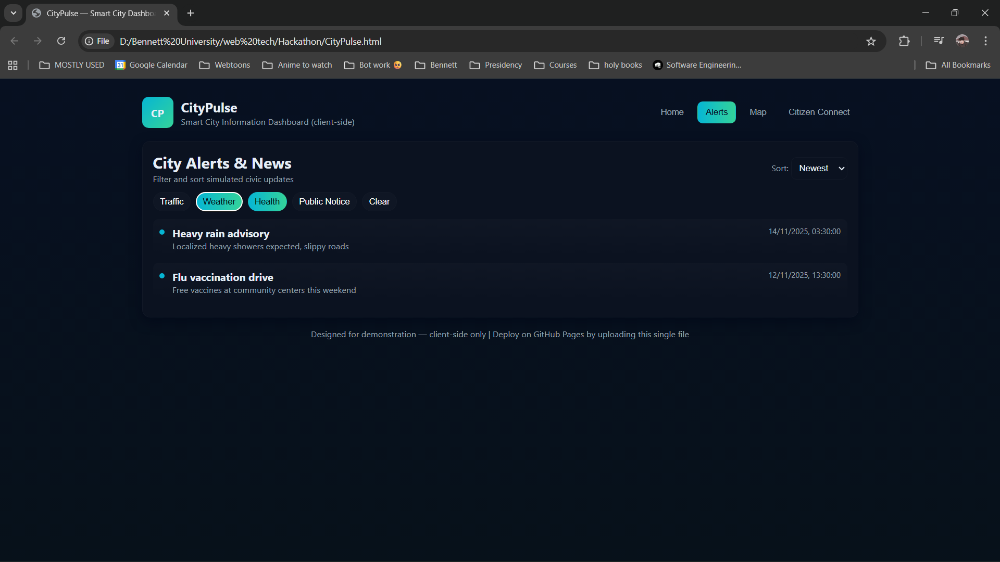 CityPulse — Smart City Dashbo
File D:/Bennett%20University/web%20tech/Hackathon/CityPulse.html
MOSTLY USED 31 Google Calendar Webtoons Anime to watch Bot work 🥺 Bennett Presidency Courses holy books Software Engineerin... All Bookmarks
CP
CityPulse
Smart City Information Dashboard (client-side)
Home Alerts Map Citizen Connect
City Alerts & News
Filter and sort simulated civic updates
Sort: Newest
Traffic Weather Health Public Notice Clear
Heavy rain advisory 14/11/2025, 03:30:00
Localized heavy showers expected, slippy roads
Flu vaccination drive 12/11/2025, 13:30:00
Free vaccines at community centers this weekend
Designed for demonstration — client-side only | Deploy on GitHub Pages by uploading this single file